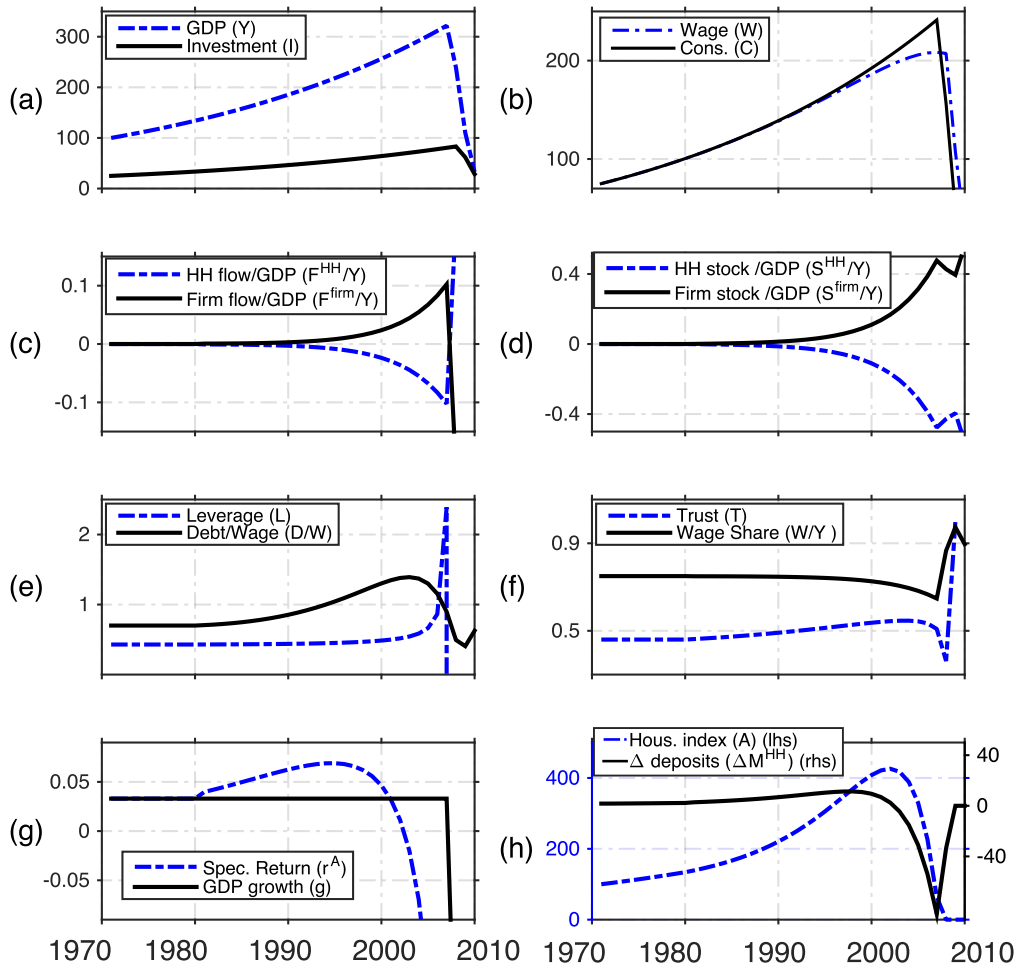 (a)
GDP (Y)
Investment (I)
300
200
100
0
(b)
Wage (W)
Cons. (C)
200
100
(c)
HH flow/GDP (F^HH/Y)
Firm flow/GDP (F^firm/Y)
0.1
0
-0.1
(d)
HH stock /GDP (S^HH/Y)
Firm stock /GDP (S^firm/Y)
0.4
0
-0.4
(e)
Leverage (L)
Debt/Wage (D/W)
2
1
(f)
Trust (T)
Wage Share (W/Y )
0.9
0.5
(g)
0.05
0
-0.05
Spec. Return (r^A)
GDP growth (g)
1970 1980 1990 2000 2010
(h)
Hous. index (A) (lhs)
Δ deposits (ΔM^HH) (rhs)
400
200
0
40
0
-40
1970 1980 1990 2000 2010